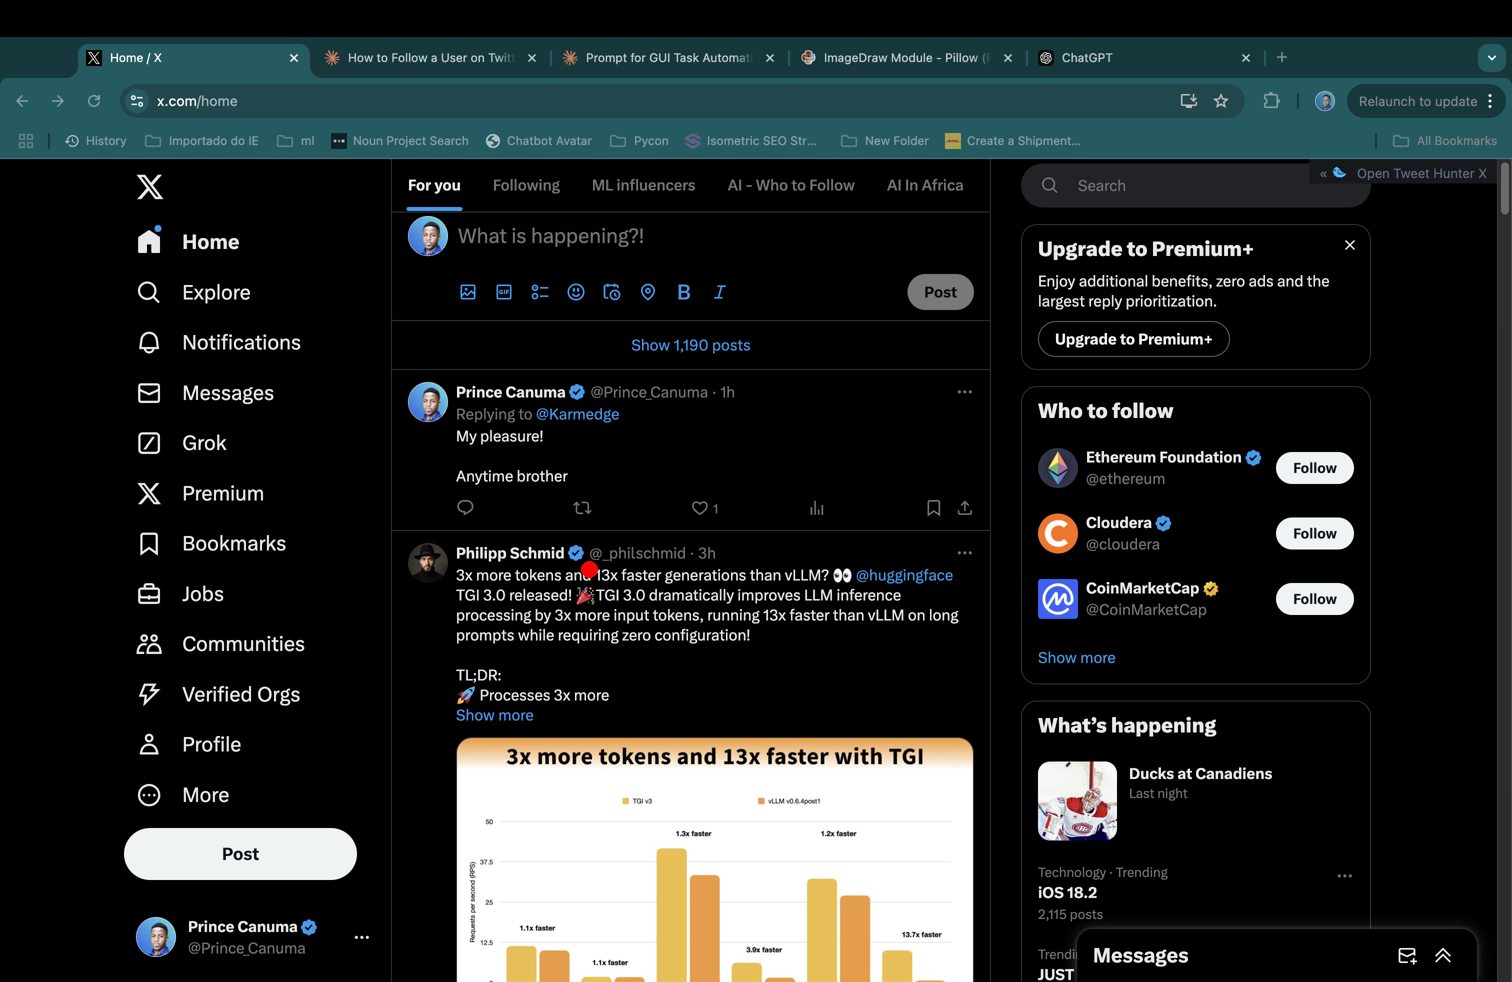 Home / X
How to Follow a User on Twitt
Prompt for GUI Task Automati
ImageDraw Module - Pillow (P
ChatGPT
x.com/home
Relaunch to update
History
Importado do IE
ml
Noun Project Search
Chatbot Avatar
Pycon
Isometric SEO Str...
New Folder
Create a Shipment...
All Bookmarks
Home
Explore
Notifications
Messages
Grok
Premium
Bookmarks
Jobs
Communities
Verified Orgs
Profile
More
Post
Prince Canuma
@Prince_Canuma
For you
Following
ML influencers
AI - Who to Follow
AI In Africa
What is happening?!
GIF
B
I
Post
Show 1,190 posts
Prince Canuma @Prince_Canuma · 1h
Replying to @Karmedge
My pleasure!
Anytime brother
1
Philipp Schmid @_philschmid · 3h
3x more tokens and 13x faster generations than vLLM? 👀 @huggingface
TGI 3.0 released! 🎉TGI 3.0 dramatically improves LLM inference
processing by 3x more input tokens, running 13x faster than vLLM on long
prompts while requiring zero configuration!
TL;DR:
🚀 Processes 3x more
Show more
3x more tokens and 13x faster with TGI
TGI v3
vLLM v0.6.4post1
Requests per second (RPS)
50
37.5
25
12.5
1.1x faster
1.1x faster
1.3x faster
3.9x faster
1.2x faster
13.7x faster
Search
« Open Tweet Hunter X
Upgrade to Premium+
Enjoy additional benefits, zero ads and the
largest reply prioritization.
Upgrade to Premium+
Who to follow
Ethereum Foundation
@ethereum
Follow
Cloudera
@cloudera
Follow
CoinMarketCap
@CoinMarketCap
Follow
Show more
What's happening
Ducks at Canadiens
Last night
Technology · Trending
iOS 18.2
2,115 posts
Trendi
JUST
Messages